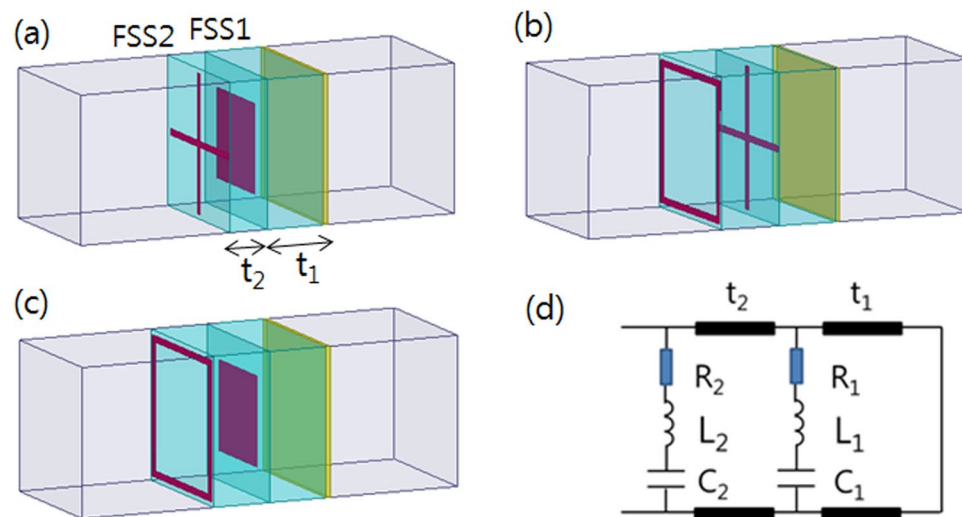 (a)
FSS2 FSS1
(b)
t2 t1
(c)
(d)
t2 t1
R2 R1
L2 L1
C2 C1